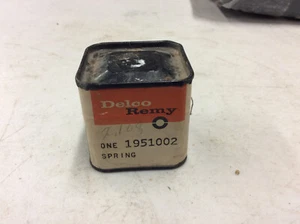 Delco
Remy
ONE 1951002
SPRING